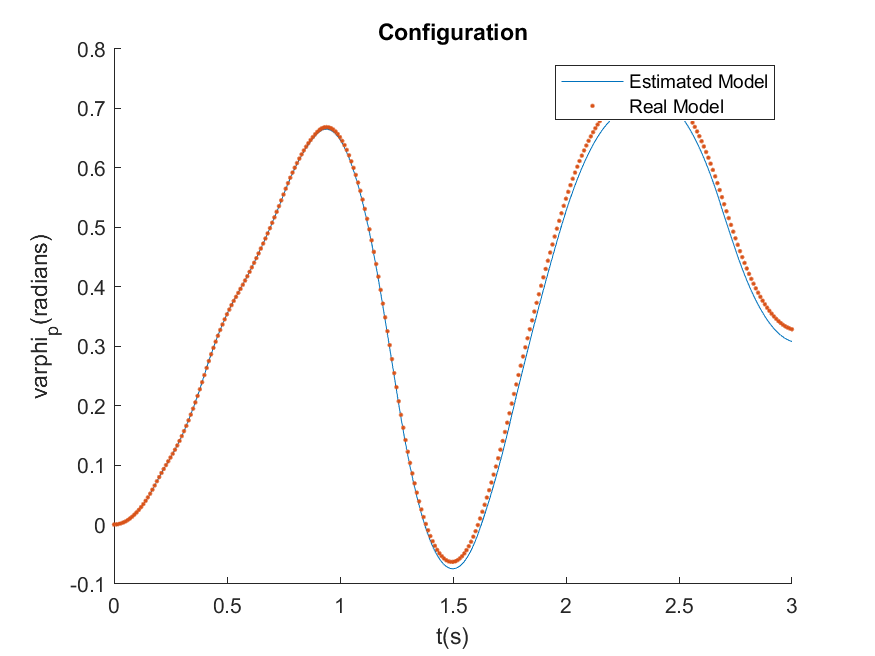 Configuration
0.8
0.7
0.6
0.5
0.4
0.3
0.2
0.1
0
-0.1
varphi_p(radians)
Estimated Model
Real Model
0 0.5 1 1.5 2 2.5 3
t(s)